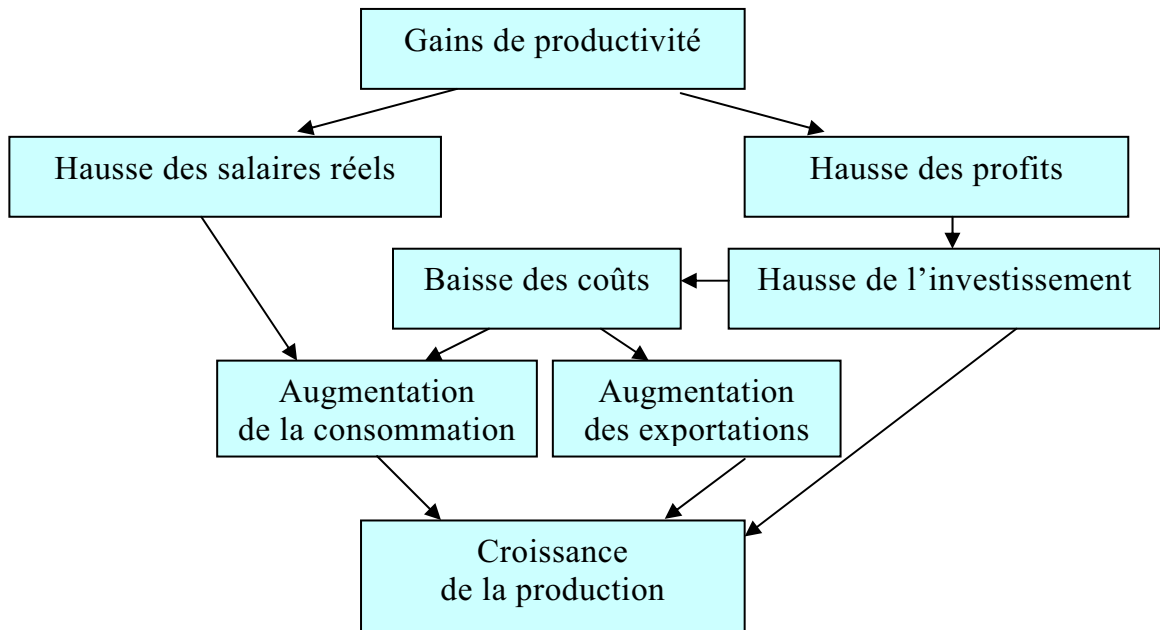 Gains de productivité
Hausse des salaires réels
Hausse des profits
Baisse des coûts
Hausse de l’investissement
Augmentation
de la consommation
Augmentation
des exportations
Croissance
de la production